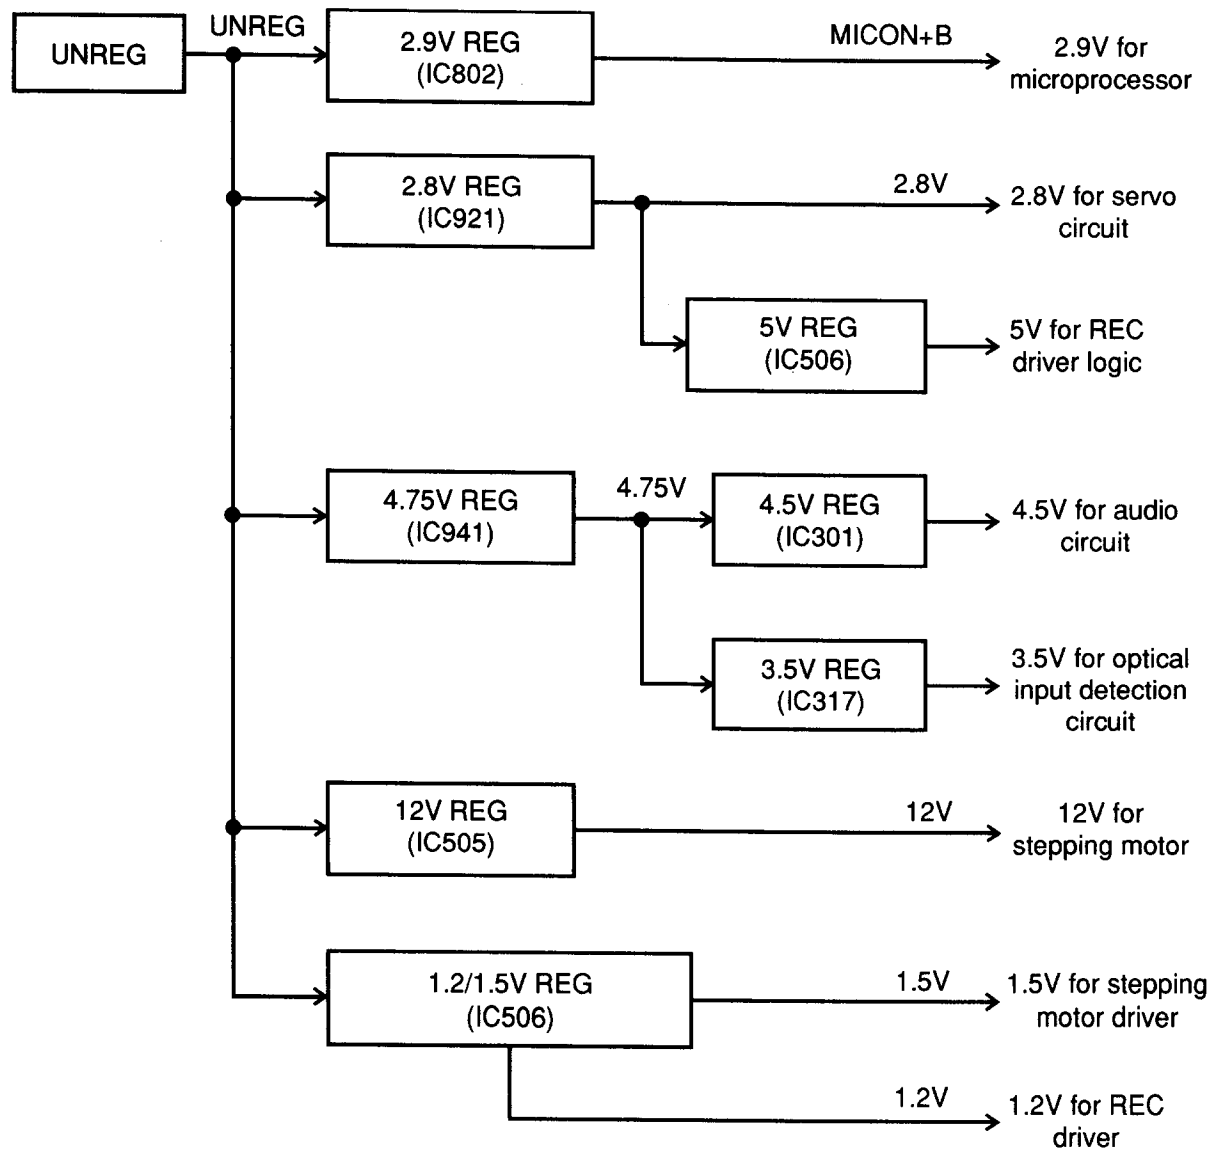 UNREG
UNREG
2.9V REG
(IC802)
MICON+B
2.9V for
microprocessor
2.8V REG
(IC921)
2.8V
2.8V for servo
circuit
5V REG
(IC506)
5V for REC
driver logic
4.75V REG
(IC941)
4.75V
4.5V REG
(IC301)
4.5V for audio
circuit
3.5V REG
(IC317)
3.5V for optical
input detection
circuit
12V REG
(IC505)
12V
12V for
stepping motor
1.2/1.5V REG
(IC506)
1.5V
1.5V for stepping
motor driver
1.2V
1.2V for REC
driver